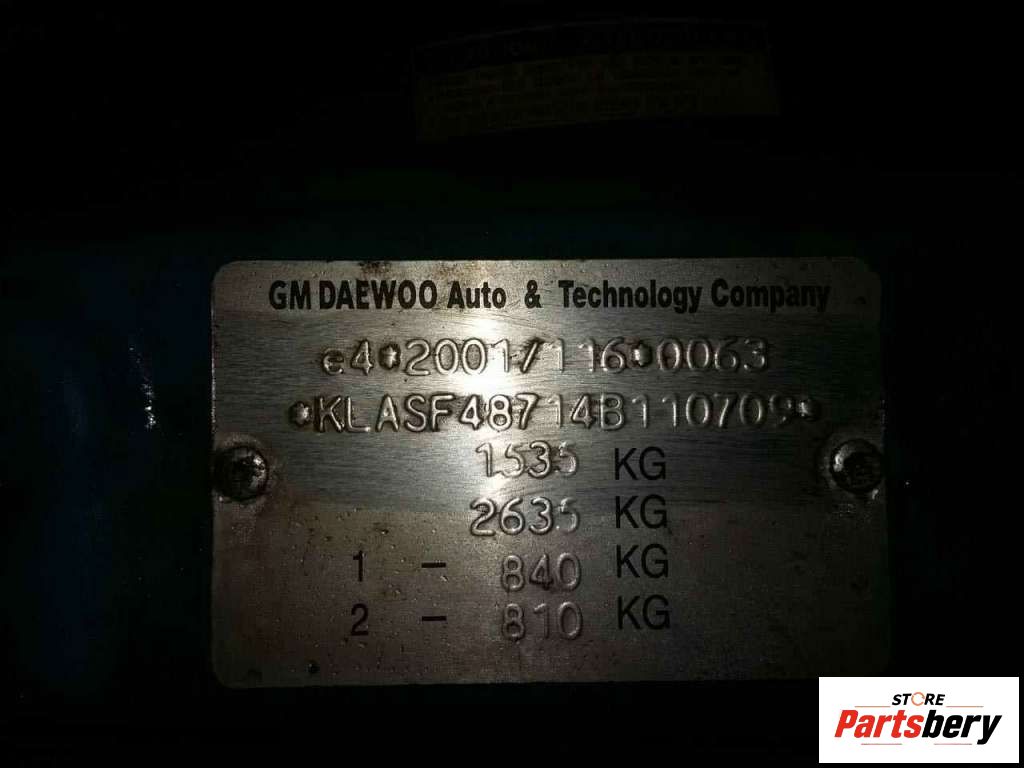 GM DAEWOO Auto & Technology Company
e4*2001/116*0063
*KLASF48714B110709*
1535 KG
2635 KG
1 - 840 KG
2 - 810 KG
STORE
Partsbery